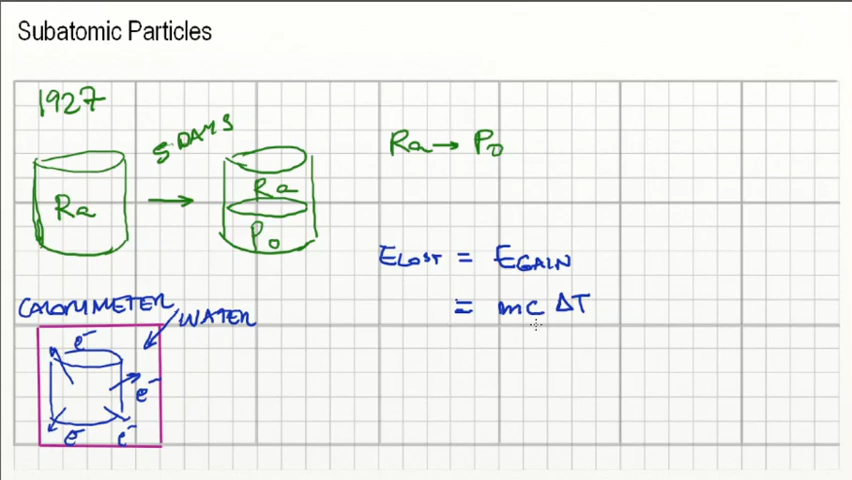 Subatomic Particles
1927
5 DAYS
Ra → Po
Ra
Ra
Po
ELOST = EGAIN
= mc ΔT
CALORIMETER
WATER
e⁻
e⁻
e⁻
e⁻